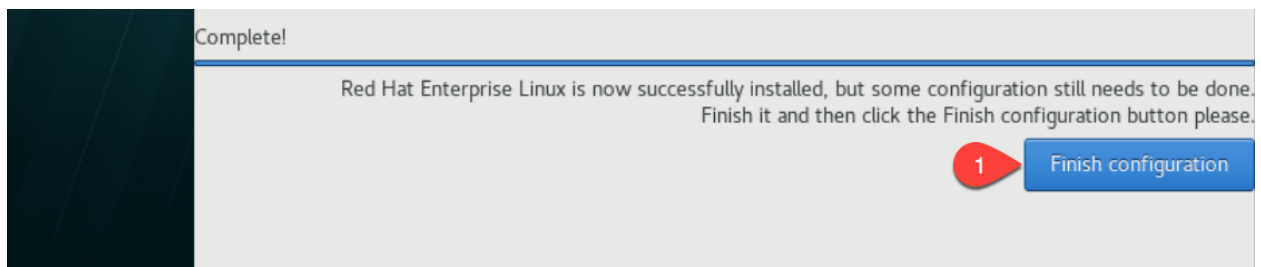 Complete!
Red Hat Enterprise Linux is now successfully installed, but some configuration still needs to be done.
Finish it and then click the Finish configuration button please.
1
Finish configuration